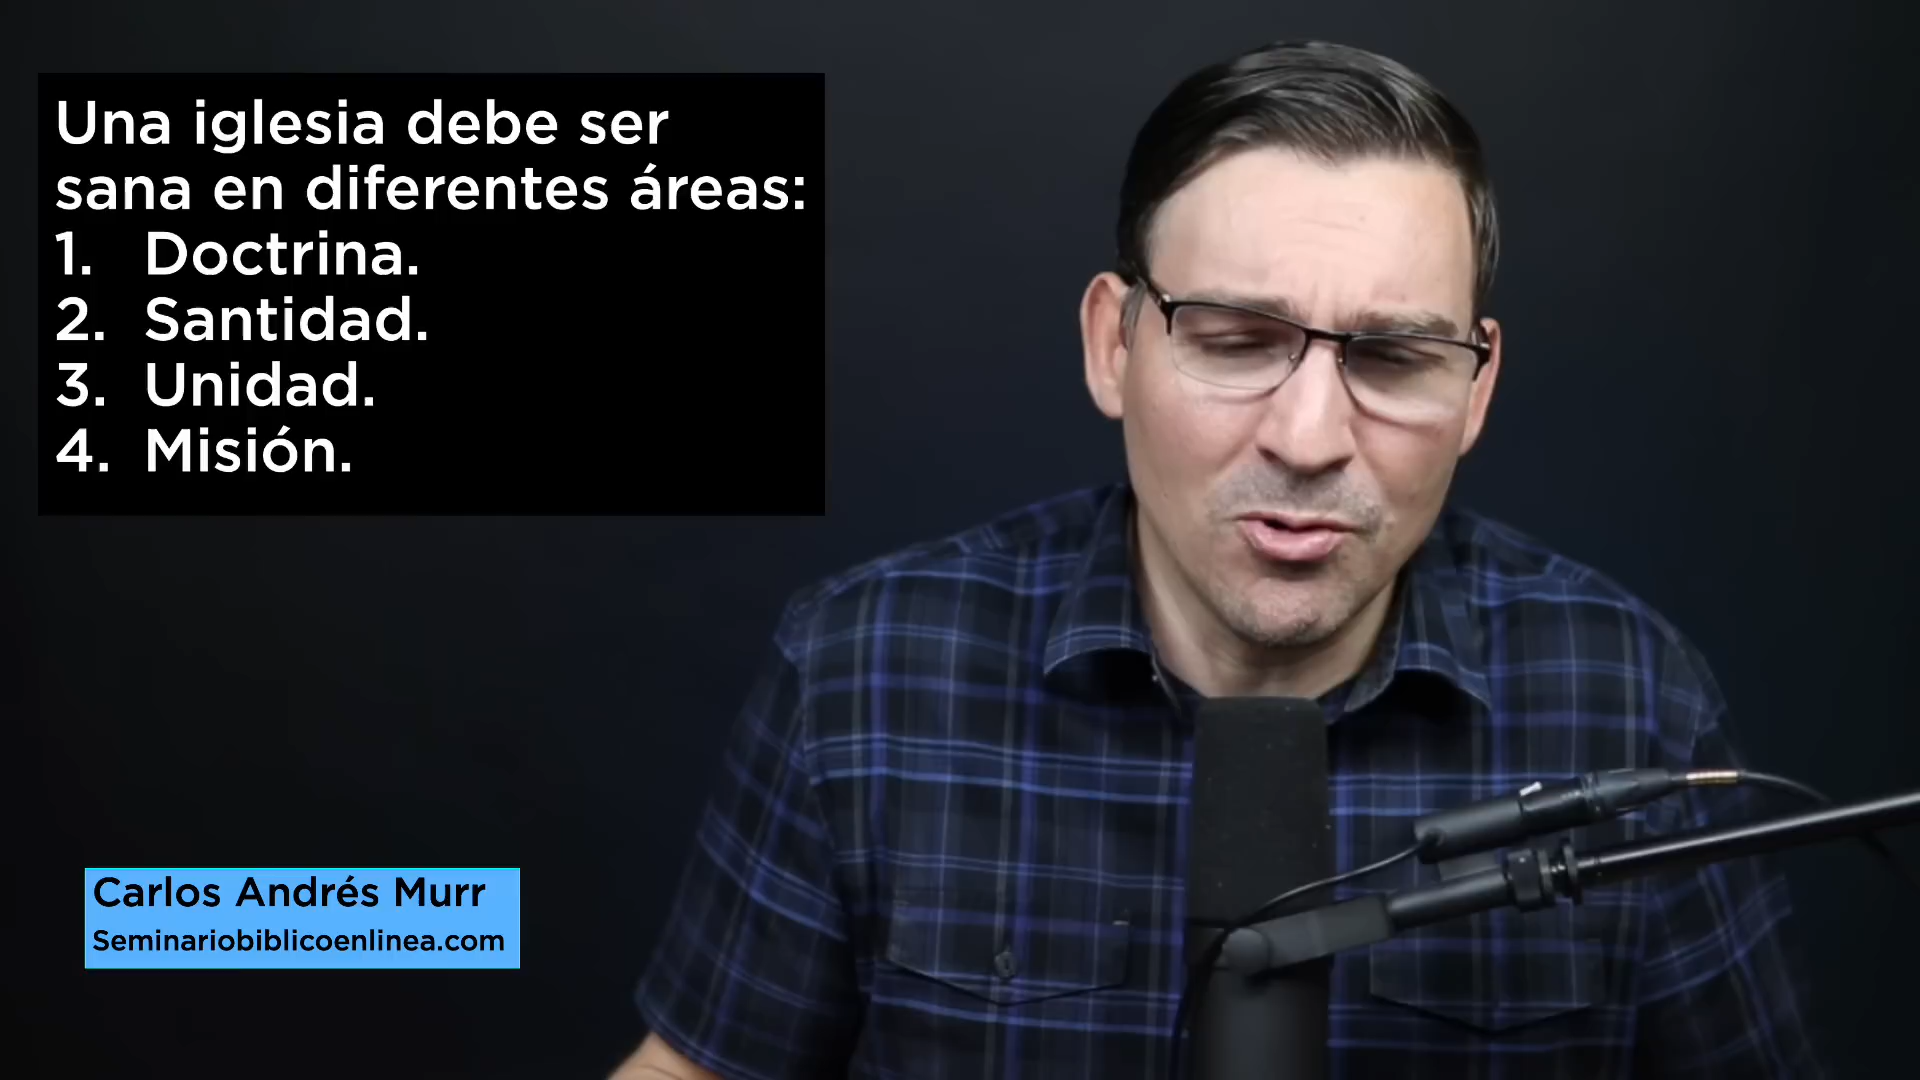 Una iglesia debe ser
sana en diferentes áreas:
1. Doctrina.
2. Santidad.
3. Unidad.
4. Misión.
Carlos Andrés Murr
Seminariobiblicoenlinea.com